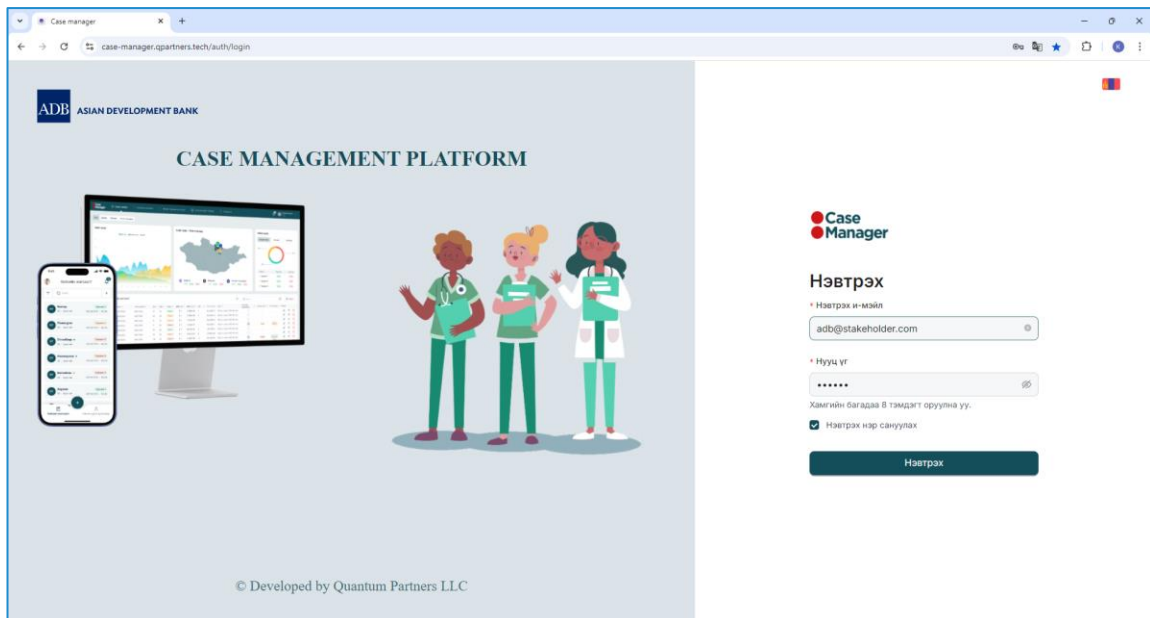 Case manager
case-manager.qpartners.tech/auth/login
ADB ASIAN DEVELOPMENT BANK
CASE MANAGEMENT PLATFORM
Case
Manager
Нэвтрэх
* Нэвтрэх и-мэйл
adb@stakeholder.com
* Нууц үг
••••••
Хамгийн багадаа 8 тэмдэгт оруулна уу.
Нэвтрэх нэр сануулах
Нэвтрэх
© Developed by Quantum Partners LLC